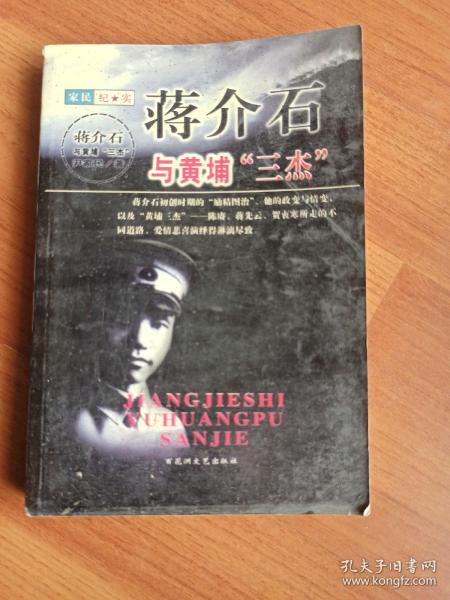 家民 纪★实
蒋介石
与黄埔“三杰”
蒋介石
与黄埔“三杰”
尹家民／著
蒋介石初创时期的“励精图治”、他的政变与情变,
以及“黄埔三杰”——陈赓、蒋先云、贺衷寒所走的不
同道路、爱情悲喜演绎得淋漓尽致
JIANGJIESHI
YUHUANGPU
SANJIE
百花洲文艺出版社
孔夫子旧书网
www.kongfz.com